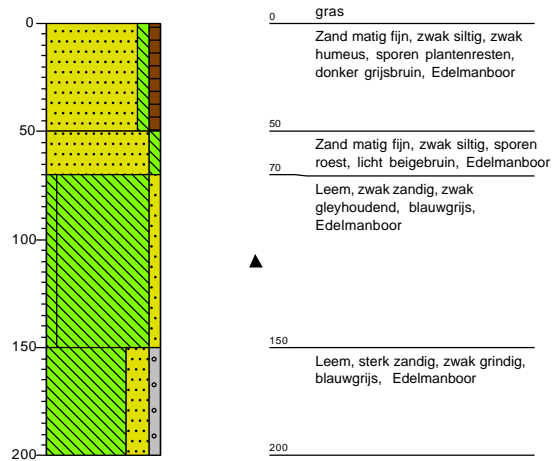 0
50
100
150
200
0
gras
Zand matig fijn, zwak siltig, zwak
humeus, sporen plantenresten,
donker grijsbruin, Edelmanboor
50
Zand matig fijn, zwak siltig, sporen
roest, licht beigebruin, Edelmanboor
70
Leem, zwak zandig, zwak
gleyhoudend, blauwgrijs,
Edelmanboor
150
Leem, sterk zandig, zwak grindig,
blauwgrijs, Edelmanboor
200